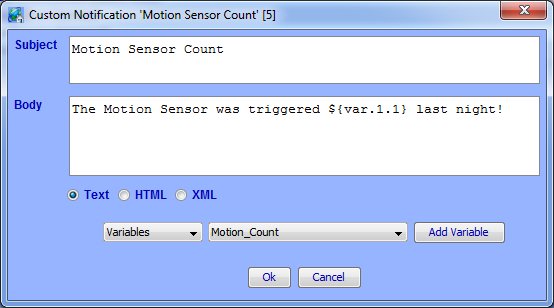 Custom Notification 'Motion Sensor Count' [5]
Subject
Motion Sensor Count
Body
The Motion Sensor was triggered ${var.1.1} last night!
Text HTML XML
Variables Motion_Count Add Variable
Ok Cancel